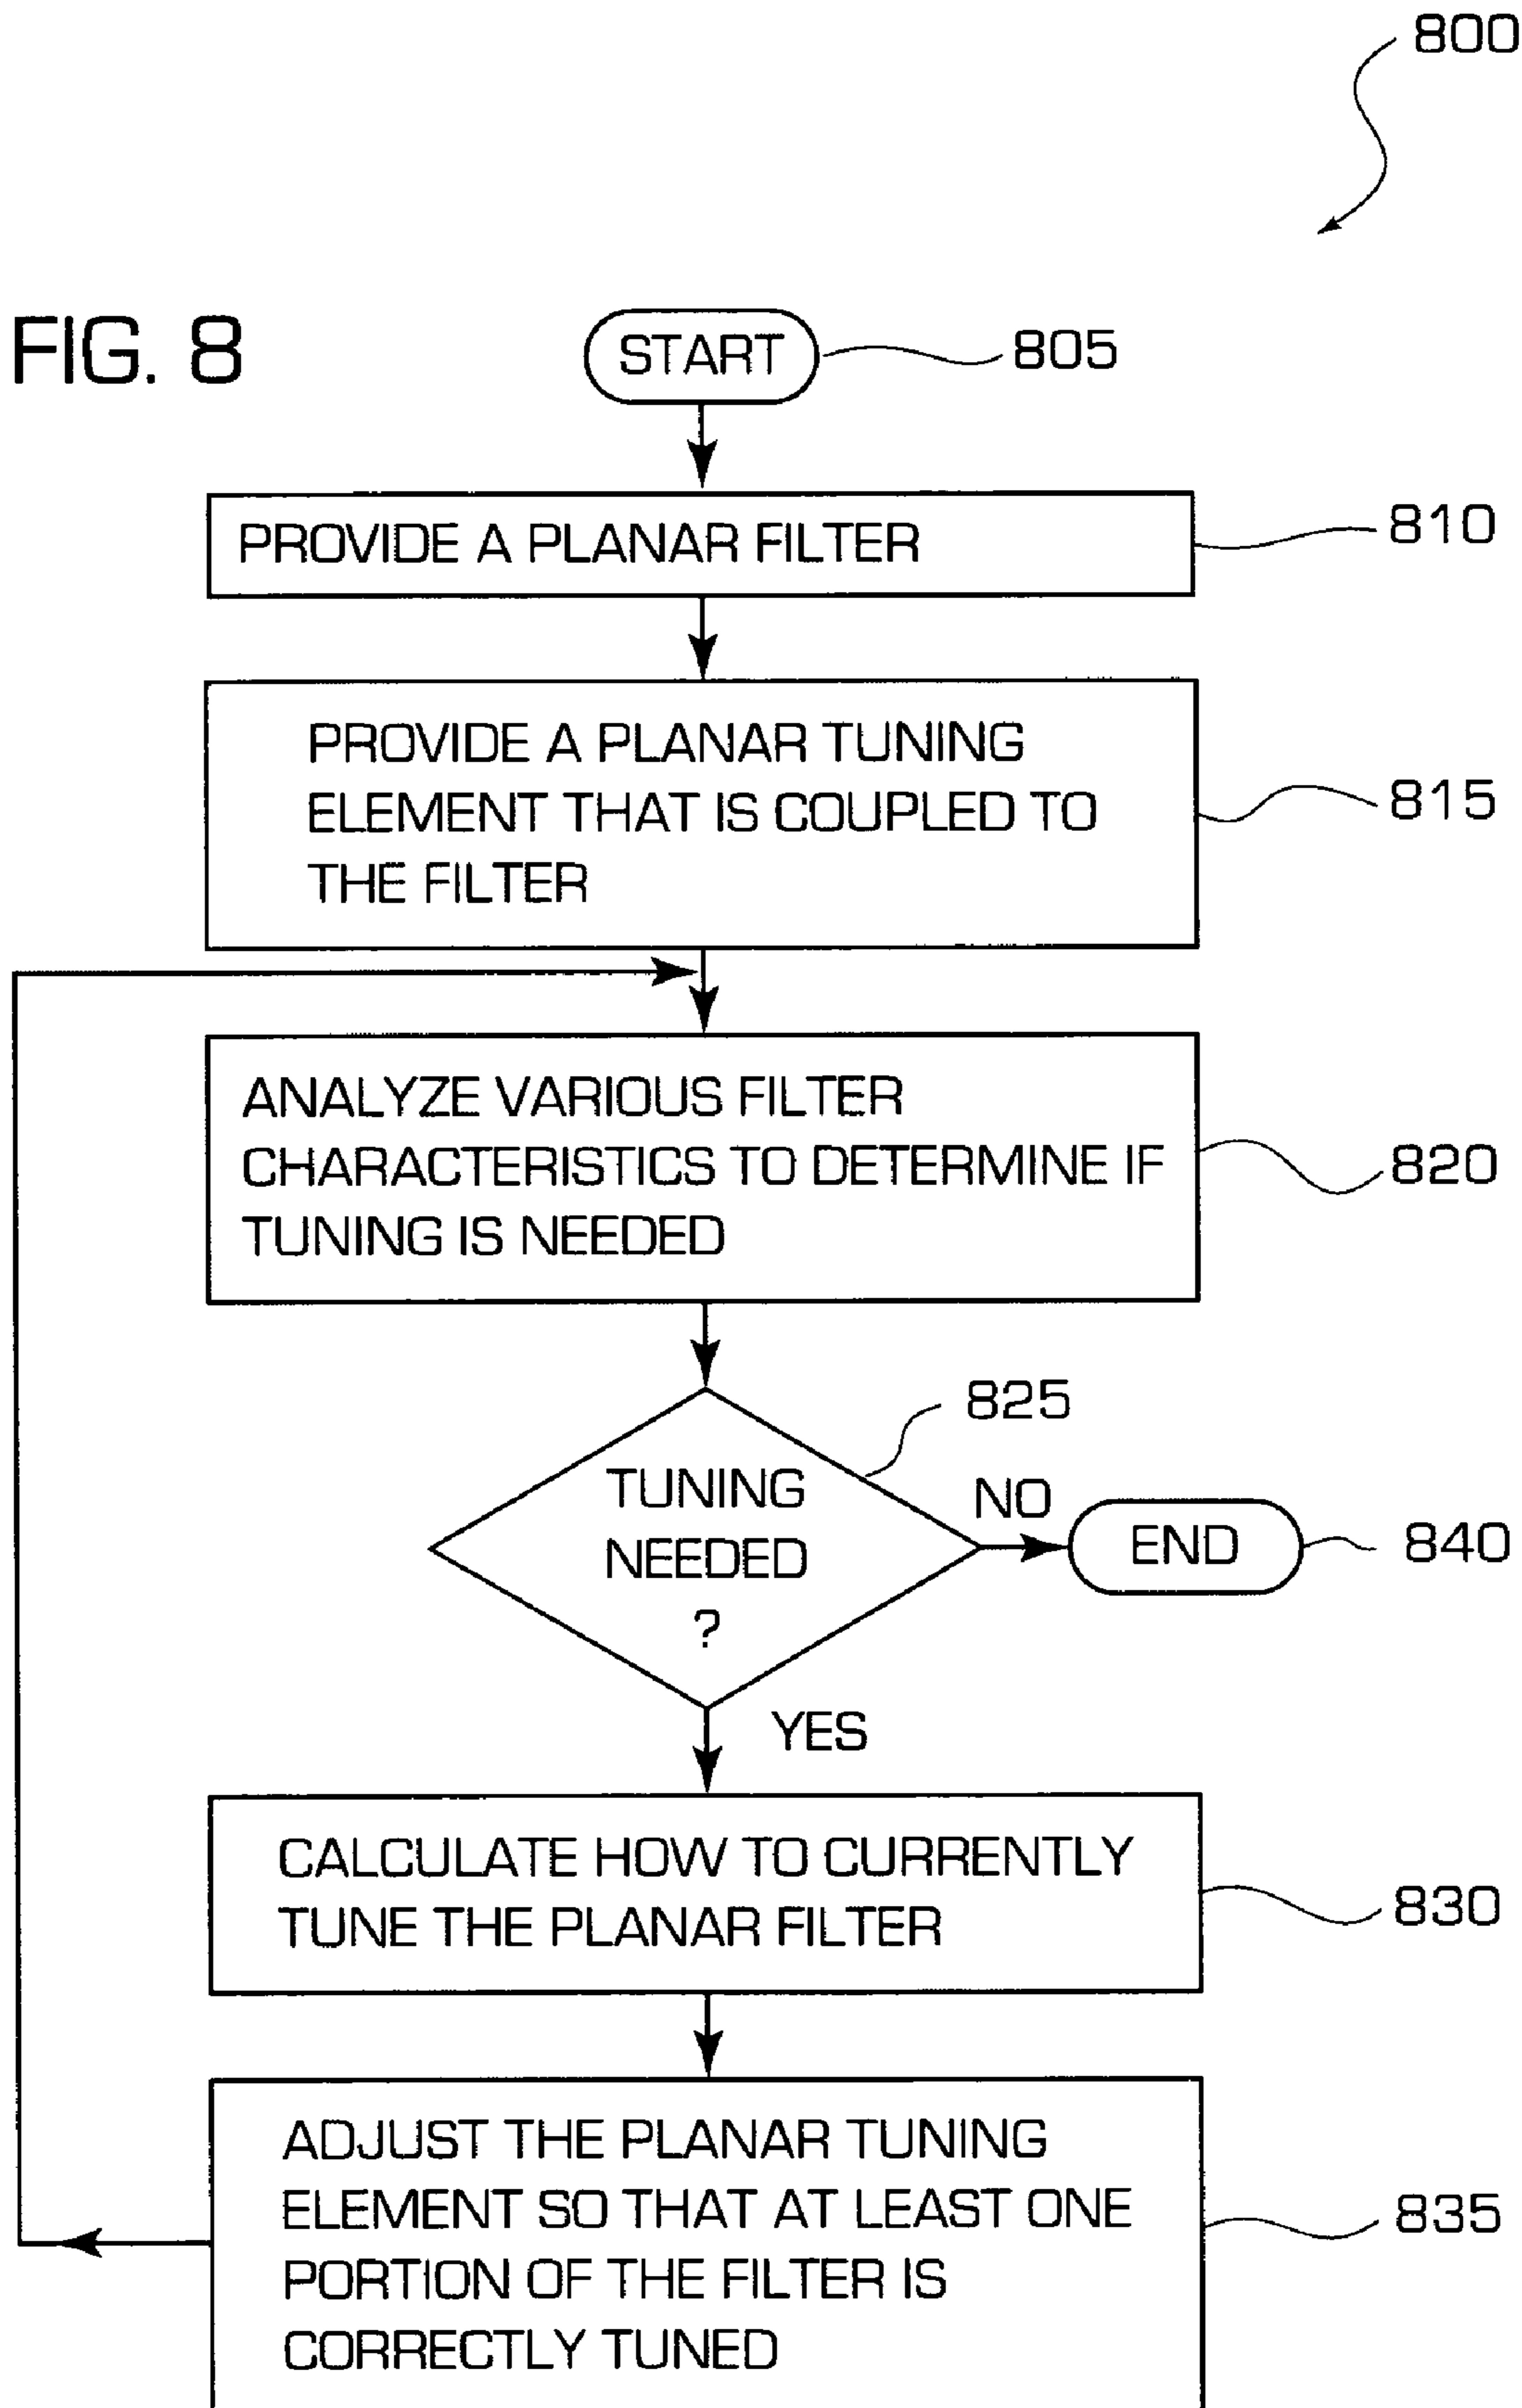 800
FIG. 8
START
805
PROVIDE A PLANAR FILTER
810
PROVIDE A PLANAR TUNING
ELEMENT THAT IS COUPLED TO
THE FILTER
815
ANALYZE VARIOUS FILTER
CHARACTERISTICS TO DETERMINE IF
TUNING IS NEEDED
820
825
TUNING
NEEDED
?
NO
END
840
YES
CALCULATE HOW TO CURRENTLY
TUNE THE PLANAR FILTER
830
ADJUST THE PLANAR TUNING
ELEMENT SO THAT AT LEAST ONE
PORTION OF THE FILTER IS
CORRECTLY TUNED
835